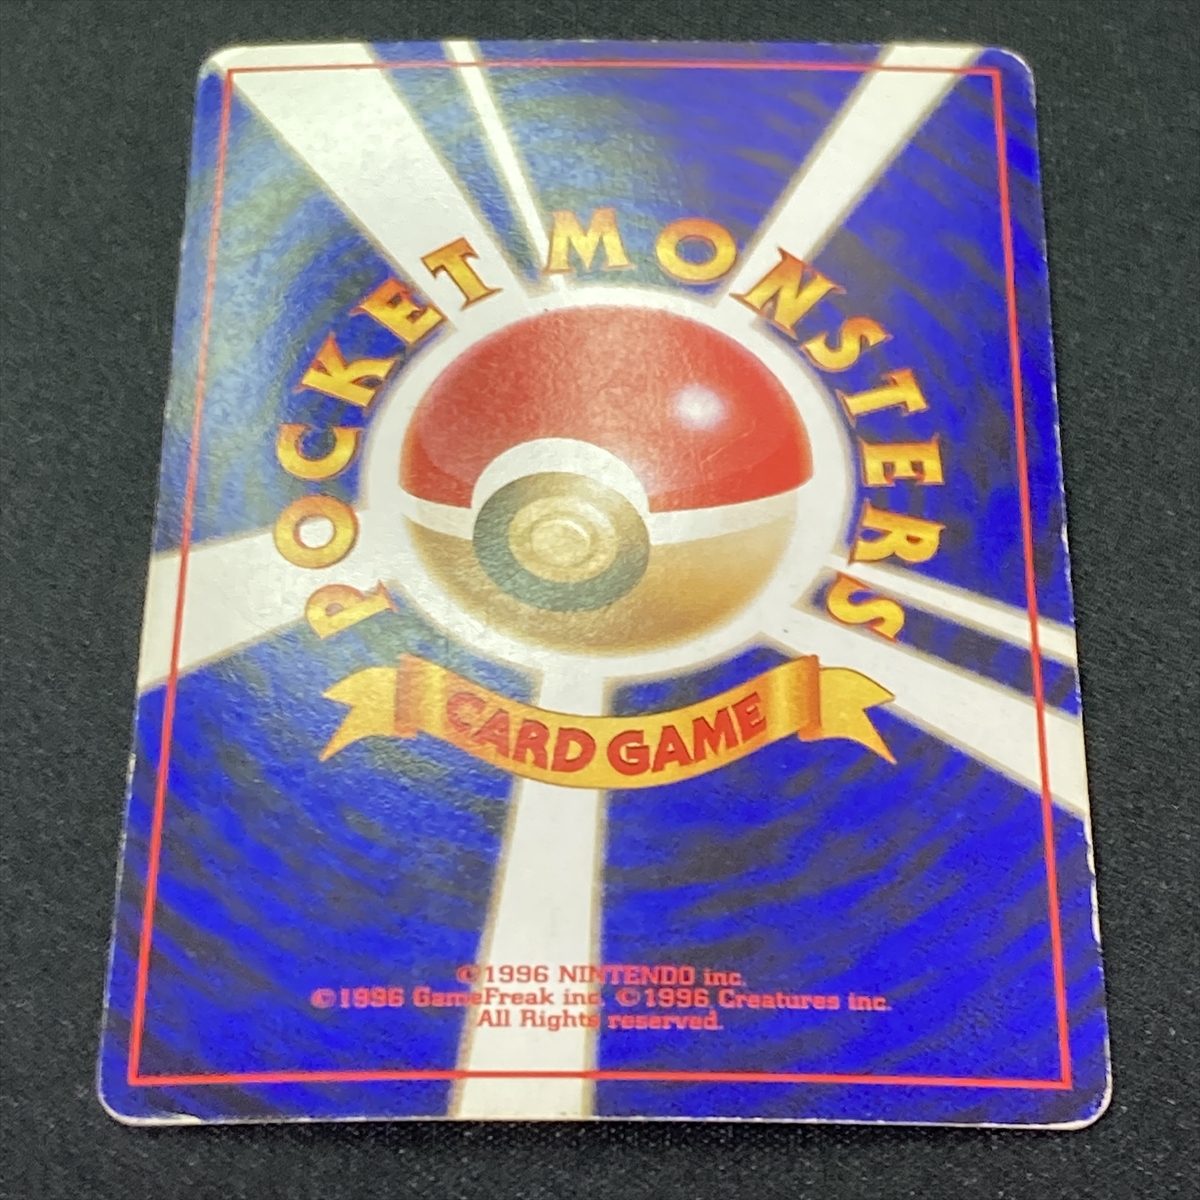 POCKET MONSTERS
CARD GAME
©1996 NINTENDO inc.
©1996 GameFreak inc. ©1996 Creatures inc.
All Rights reserved.